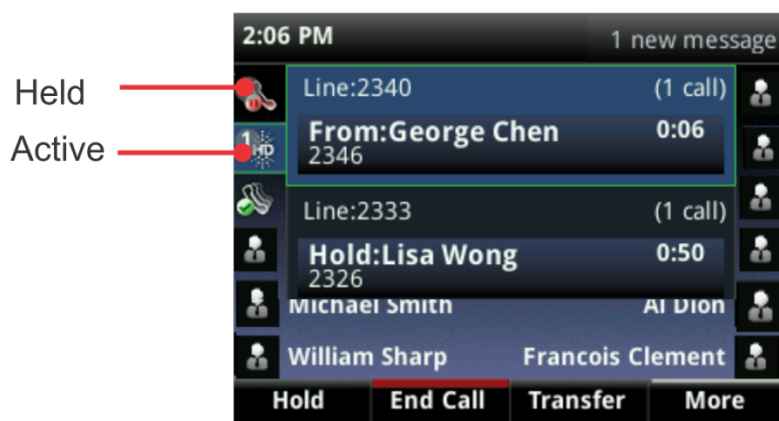 2:06 PM 1 new message
Held
Line:2340 (1 call)
From:George Chen 0:06
2346
Active
1 HD
Line:2333 (1 call)
Hold:Lisa Wong 0:50
2326
Michael Smith Al Dion
William Sharp Francois Clement
Hold End Call Transfer More